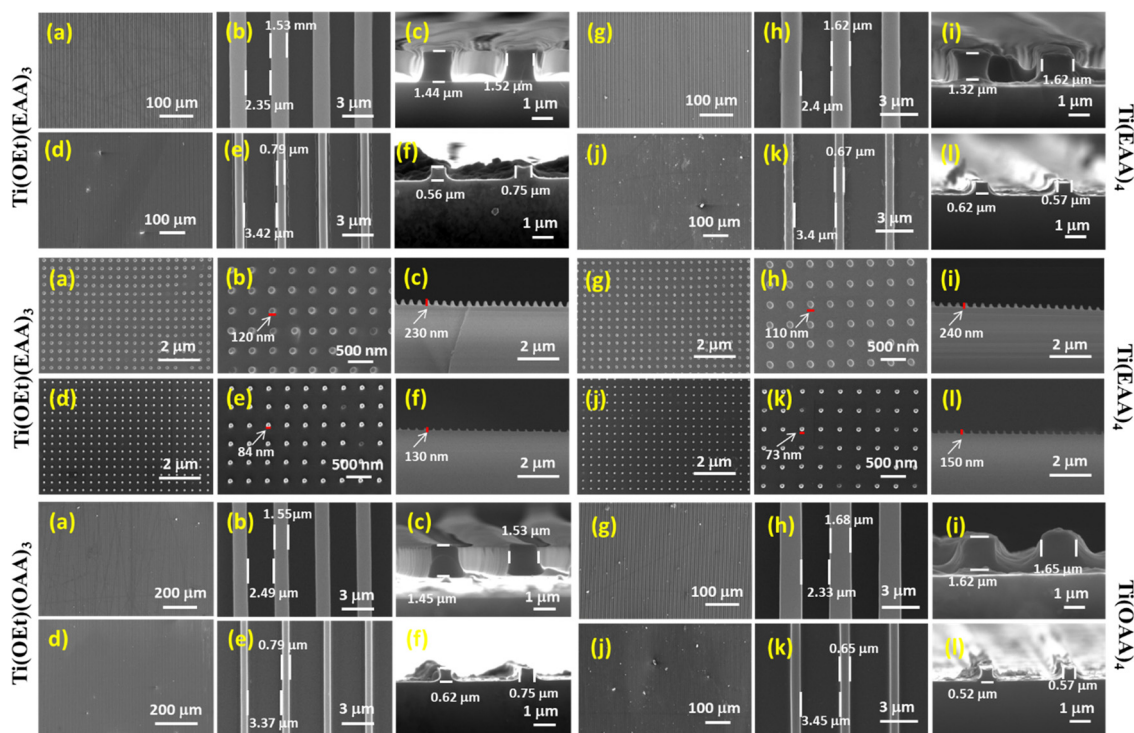 (a)
100 μm
(b)
1.53 mm
2.35 μm
3 μm
(c)
1.44 μm
1.52 μm
1 μm
(g)
100 μm
(h)
1.62 μm
2.4 μm
3 μm
(i)
1.32 μm
1.62 μm
1 μm
Ti(OEt)(EAA)3
Ti(EAA)4
(d)
100 μm
(e)
0.79 μm
3.42 μm
3 μm
(f)
0.56 μm
0.75 μm
1 μm
(j)
100 μm
(k)
0.67 μm
3.4 μm
3 μm
(l)
0.62 μm
0.57 μm
1 μm
(a)
2 μm
(b)
120 nm
500 nm
(c)
230 nm
2 μm
(g)
2 μm
(h)
110 nm
500 nm
(i)
240 nm
2 μm
Ti(OEt)(EAA)3
Ti(EAA)4
(d)
2 μm
(e)
84 nm
500 nm
(f)
130 nm
2 μm
(j)
2 μm
(k)
73 nm
500 nm
(l)
150 nm
2 μm
(a)
200 μm
(b)
1.55μm
2.49 μm
3 μm
(c)
1.53 μm
1.45 μm
1 μm
(g)
100 μm
(h)
1.68 μm
2.33 μm
3 μm
(i)
1.62 μm
1.65 μm
1 μm
Ti(OEt)(OAA)3
Ti(OAA)4
d)
200 μm
(e)
0.79 μm
3.37 μm
3 μm
(f)
0.62 μm
0.75 μm
1 μm
(j)
100 μm
(k)
0.65 μm
3.45 μm
3 μm
(l)
0.52 μm
0.57 μm
1 μm